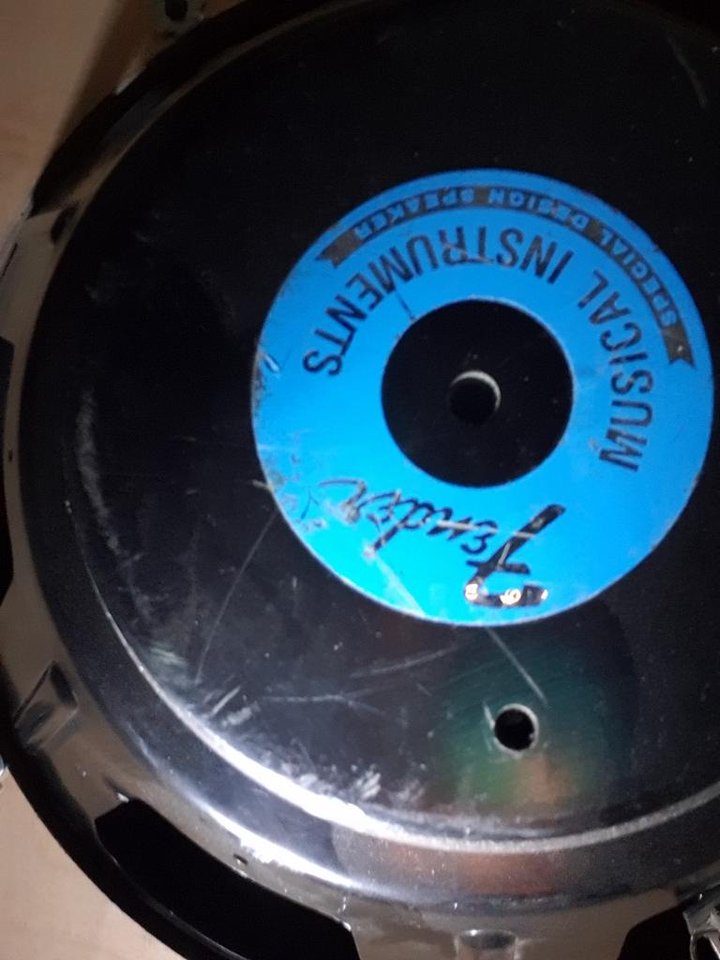 Fender
MUSICAL INSTRUMENTS
SPECIAL DESIGN SPEAKER